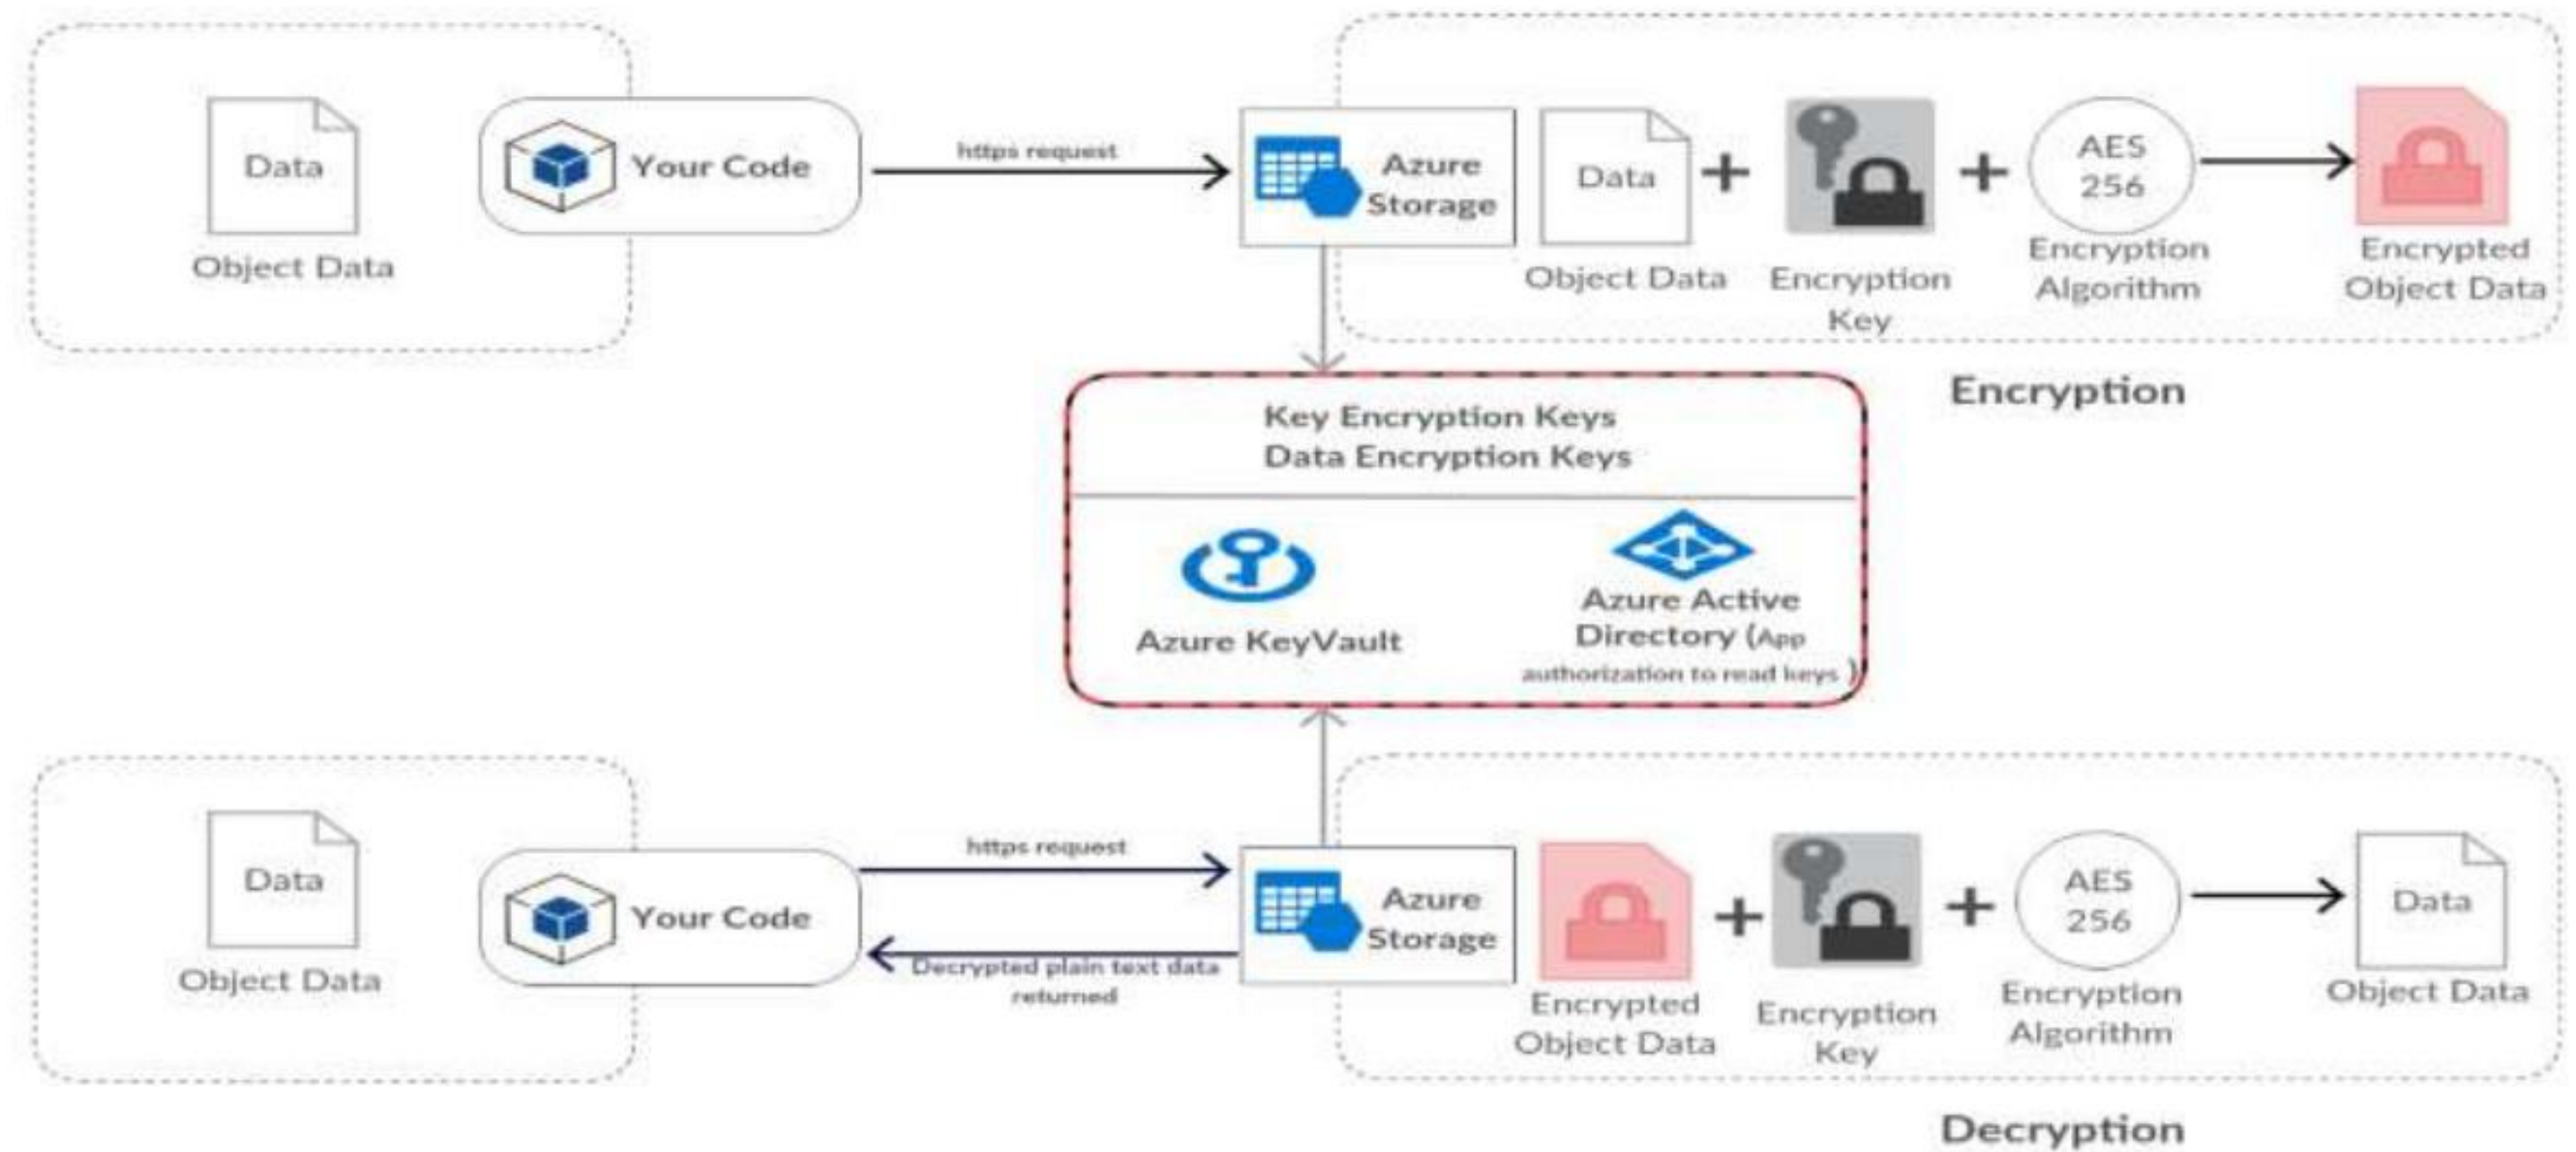 Data
Object Data
Your Code
https request
Azure
Storage
Data
Object Data
Encryption
Key
AES
256
Encryption
Algorithm
Encrypted
Object Data
Encryption
Key Encryption Keys
Data Encryption Keys
Azure KeyVault
Azure Active
Directory (App
authorization to read keys )
Data
Object Data
Your Code
https request
Decrypted plain text data
returned
Azure
Storage
Encrypted
Object Data
Encryption
Key
AES
256
Encryption
Algorithm
Data
Object Data
Decryption